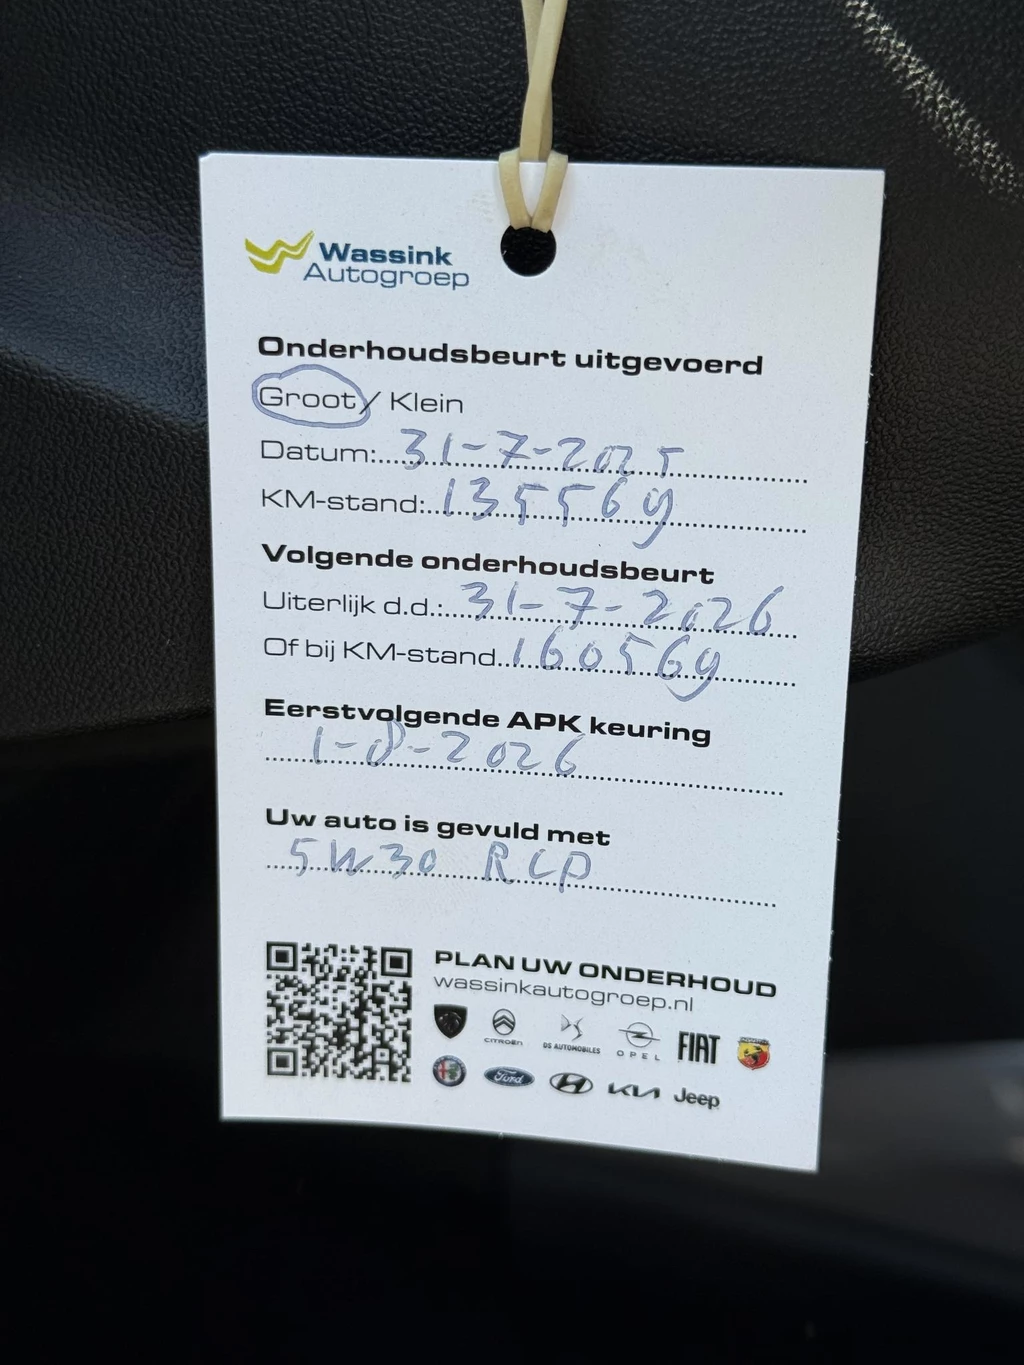 Wassink
Autogroep
Onderhoudsbeurt uitgevoerd
Groot / Klein
Datum: 31-7-2025
KM-stand: 135569
Volgende onderhoudsbeurt
Uiterlijk d.d.: 31-7-2026
Of bij KM-stand 160569
Eerstvolgende APK keuring
1-8-2026
Uw auto is gevuld met
5W30 RCP
PLAN UW ONDERHOUD
wassinkautogroep.nl
CITROËN DS AUTOMOBILES OPEL FIAT
Ford KIA Jeep